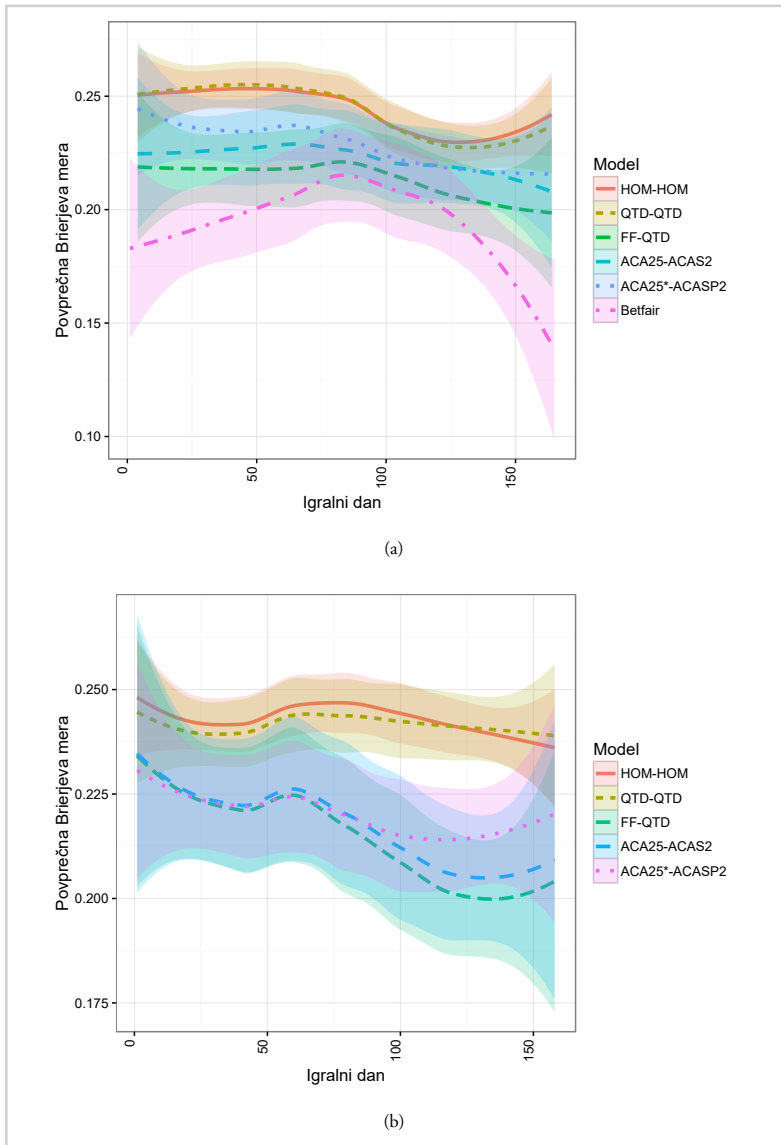 0.25
0.20
0.15
0.10
Povprečna Brierjeva mera
0
50
100
150
Igralni dan
Model
HOM-HOM
QTD-QTD
FF-QTD
ACA25-ACAS2
ACA25*-ACASP2
Betfair
(a)
0.250
0.225
0.200
0.175
Povprečna Brierjeva mera
0
50
100
150
Igralni dan
Model
HOM-HOM
QTD-QTD
FF-QTD
ACA25-ACAS2
ACA25*-ACASP2
(b)